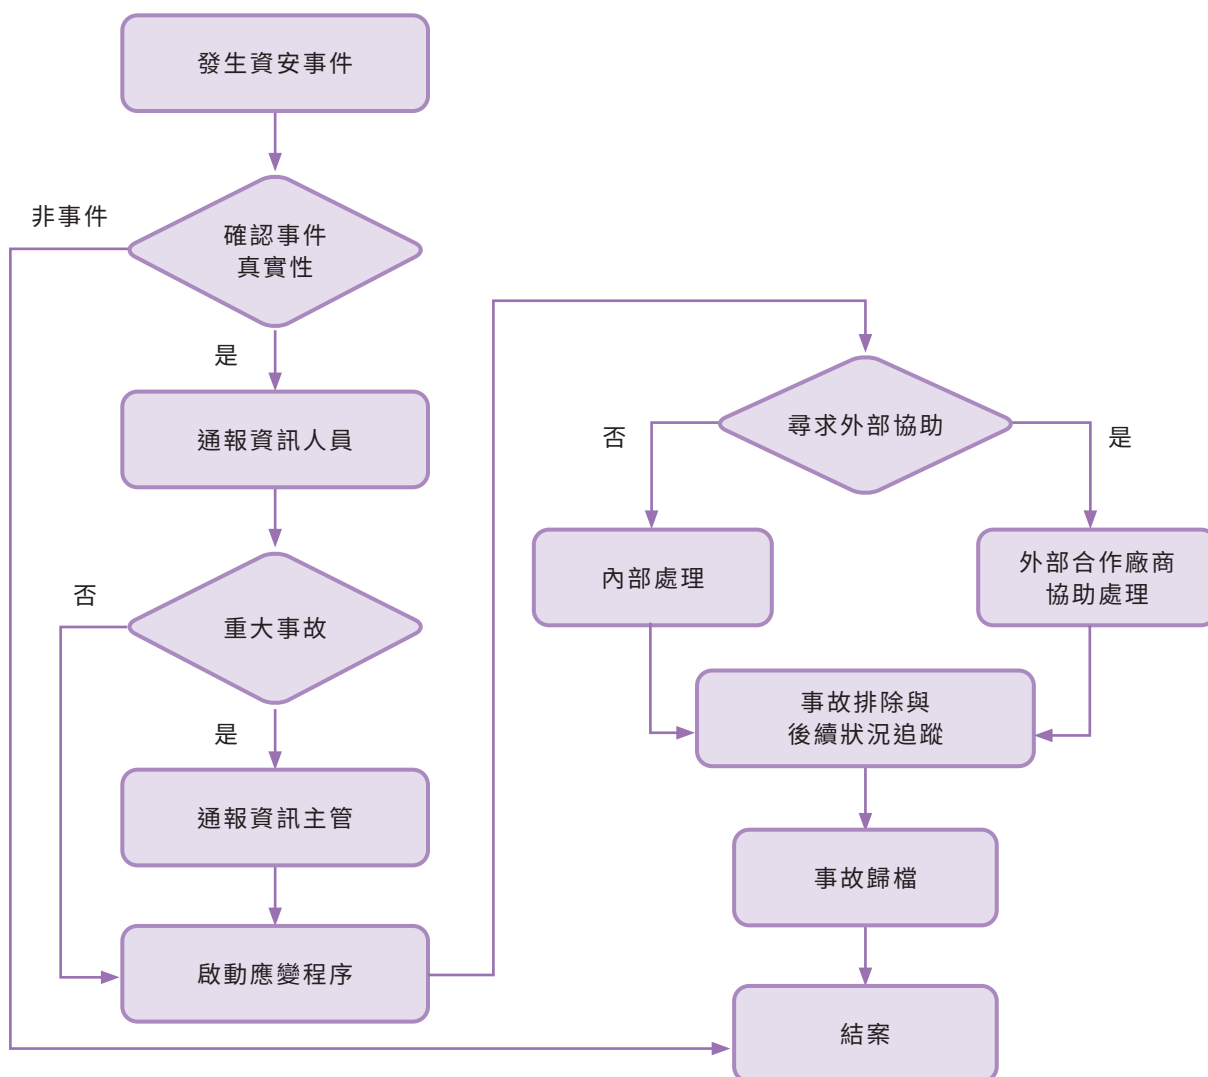 發生資安事件
非事件
確認事件
真實性
是
通報資訊人員
否
重大事故
是
通報資訊主管
啟動應變程序
尋求外部協助
否
是
內部處理
外部合作廠商
協助處理
事故排除與
後續狀況追蹤
事故歸檔
結案